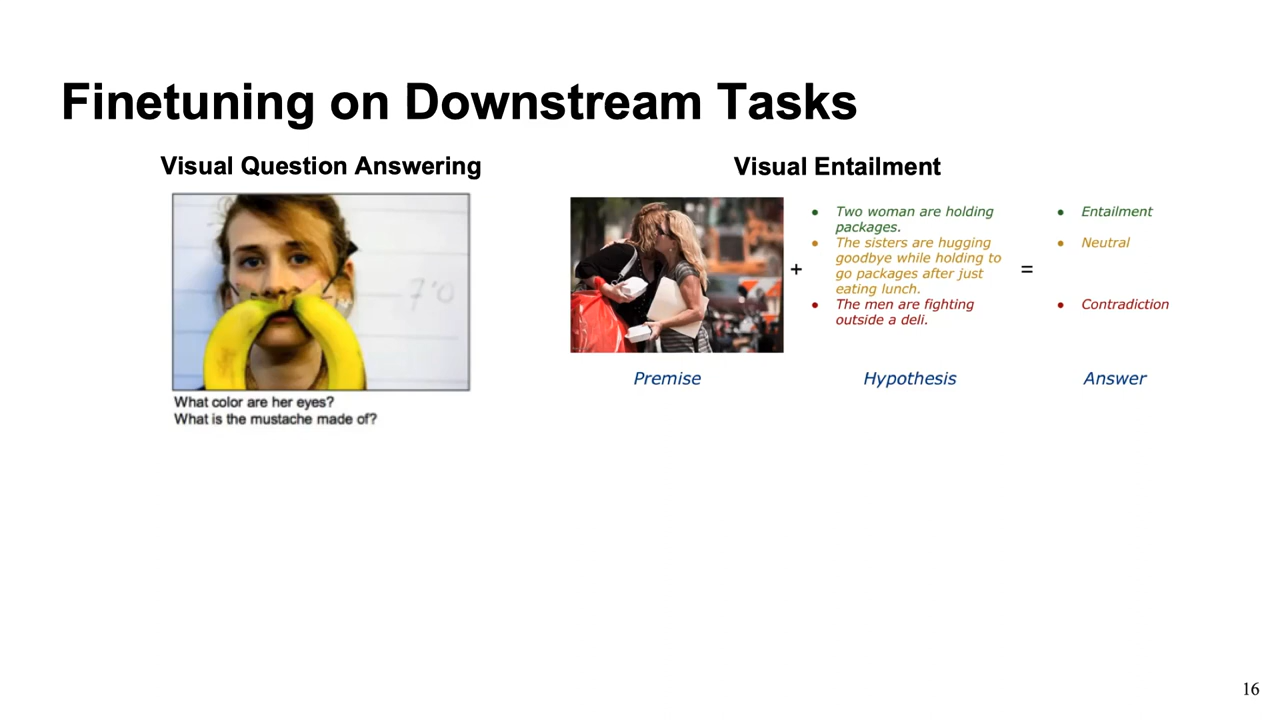 Finetuning on Downstream Tasks
Visual Question Answering
7'0
What color are her eyes?
What is the mustache made of?
Visual Entailment
+
• Two woman are holding
packages.
• The sisters are hugging
goodbye while holding to
go packages after just
eating lunch.
• The men are fighting
outside a deli.
=
• Entailment
• Neutral
• Contradiction
Premise
Hypothesis
Answer
16